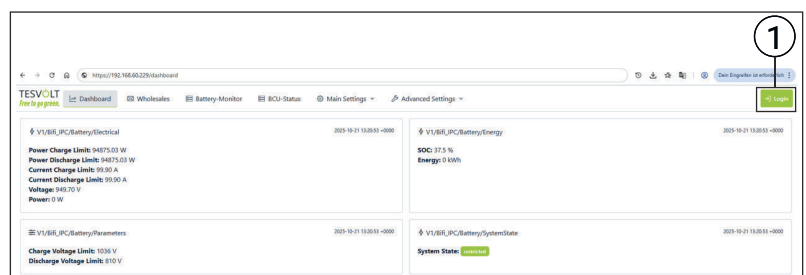 1
https://192.168.60.229/dashboard
Dein Eingreifen ist erforderlich
TESVOLT
Free to go green.
Dashboard Wholesales Battery-Monitor BCU-Status Main Settings Advanced Settings Login
V1/Bifi_IPC/Battery/Electrical 2025-10-21 13:20:53 +0000
Power Charge Limit: 94875.03 W
Power Discharge Limit: 94875.03 W
Current Charge Limit: 99.90 A
Current Discharge Limit: 99.90 A
Voltage: 949.70 V
Power: 0 W
V1/Bifi_IPC/Battery/Energy 2025-10-21 13:20:53 +0000
SOC: 37.5 %
Energy: 0 kWh
V1/Bifi_IPC/Battery/Parameters 2025-10-21 13:20:53 +0000
Charge Voltage Limit: 1036 V
Discharge Voltage Limit: 810 V
V1/Bifi_IPC/Battery/SystemState 2025-10-21 13:20:53 +0000
System State: restricted